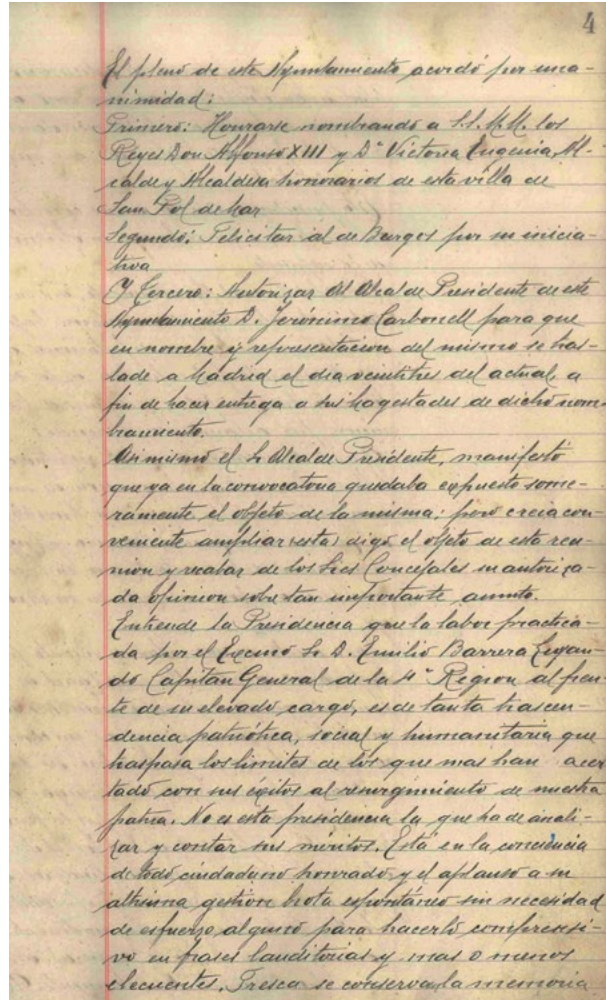 4
El pleno de este Ayuntamiento acordó por una-
nimidad:
Primero: Honrarse nombrando a S.S. M.M. los
Reyes Don Alfonso XIII y Dª Victoria Eugenia, Al-
calde y Alcaldesa honorarios de esta villa de
San Pol de Mar
Segundo: Felicitar al de Burgos por su inicia-
tiva
Y tercero: Autorizar al Alcalde Presidente de este
Ayuntamiento D. Jerónimo Carbonell para que
en nombre y representacion del mismo se tras-
lade a Madrid el dia veintitres del actual, a
fin de hacer entrega a sus Magestades de dicho nom-
bramiento.
Asimismo el Sr Alcalde Presidente, manifestó
que ya en la convocatoria quedaba expuesto some-
ramente el objeto de la misma; pero creia con-
veniente ampliar esta, digo el objeto de esta reu-
nion y recabar de los Sres Concejales su autoriza-
da opinion sobre tan importante asunto.
Entiende la Presidencia que la labor practica-
da por el Excmo Sr D. Emilio Barrera Luyan-
do Capitan General de la 4ª Region al fren-
te de su elevado cargo, es de tanta trascen-
dencia patriótica, social y humanitaria que
traspasa los limites de los que mas han acer
tado con sus éxitos al resurgimiento de nuestra
patria. No es esta presidencia la que ha de anali-
zar y contar sus méritos. Está en la conciencia
de todo ciudadano honrado y el aplauso a su
altisima gestion brota espontáneo sin necesidad
de esfuerzo alguno para hacerlo compresi-
vo en frases lauditorias y mas o menos
elecuentes. Fresca se conserva la memoria